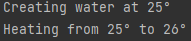 Creating water at 25°
Heating from 25° to 26°